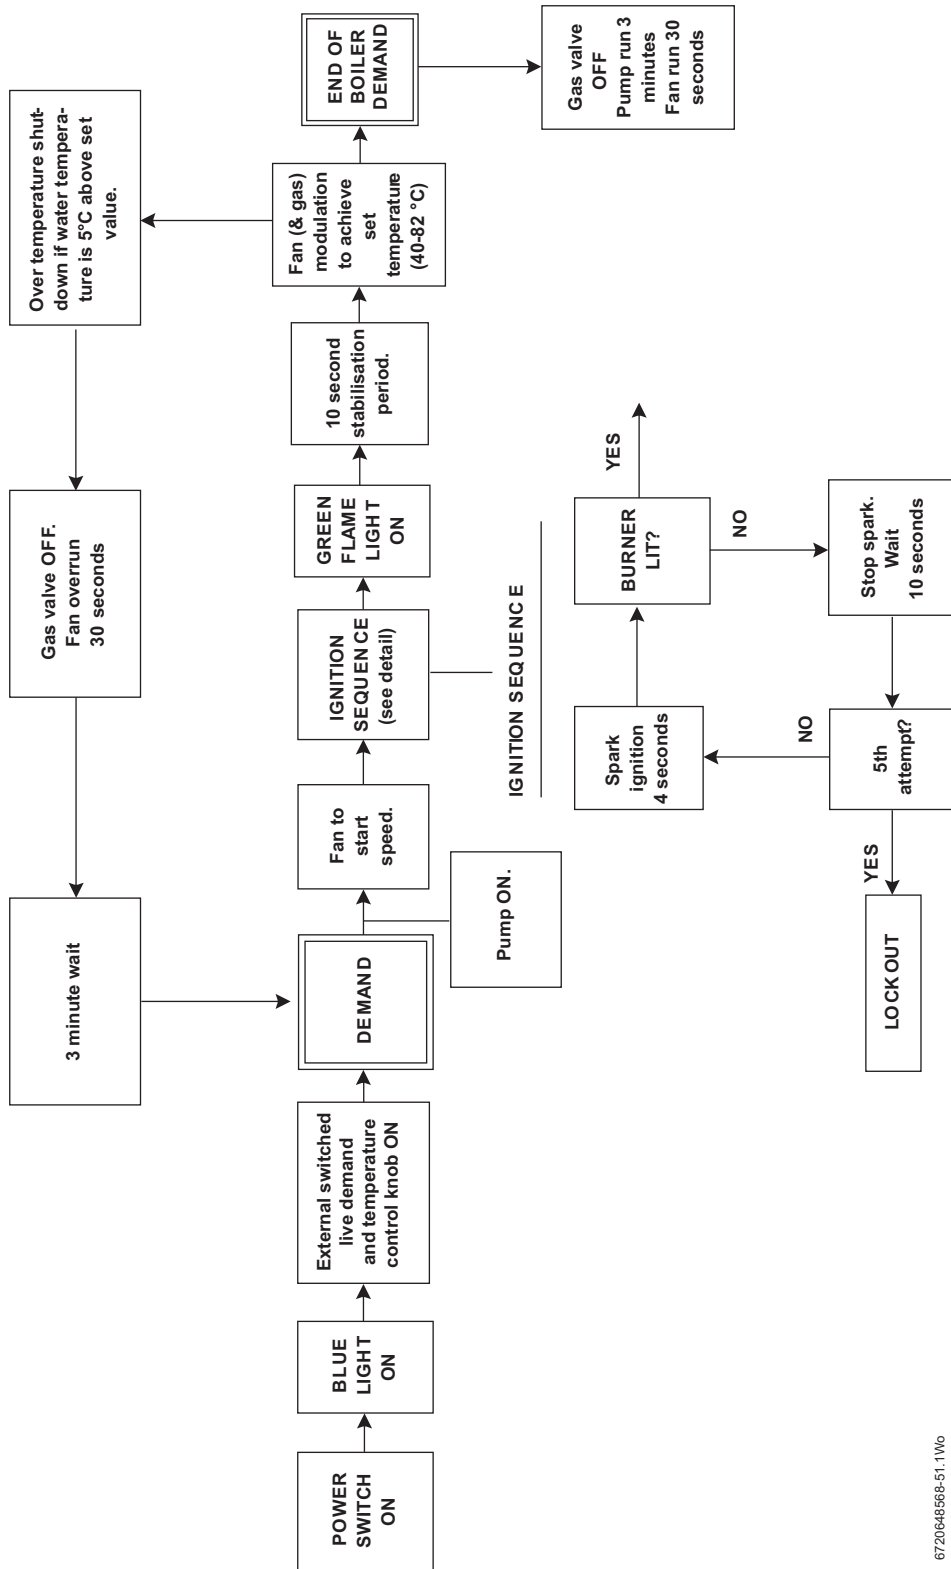 POWER
SWITCH
ON
BLUE
LIGHT
ON
External switched
live demand
and temperature
control knob ON
DEMAND
Pump ON.
Fan to
start
speed.
IGNITION
SEQUENCE
(see detail)
GREEN
FLAME
LIGHT
ON
10 second
stabilisation
period.
Fan (& gas)
modulation
to achieve
set
temperature
(40-82 °C)
END OF
BOILER
DEMAND
Gas valve
OFF
Pump run 3
minutes
Fan run 30
seconds
Over temperature shut-
down if water tempera-
ture is 5°C above set
value.
Gas valve OFF.
Fan overrun
30 seconds
3 minute wait
IGNITION SEQUENCE
Spark
ignition
4 seconds
BURNER
LIT?
YES
NO
Stop spark.
Wait
10 seconds
5th
attempt?
NO
YES
LOCKOUT
6720648568-51.1Wo